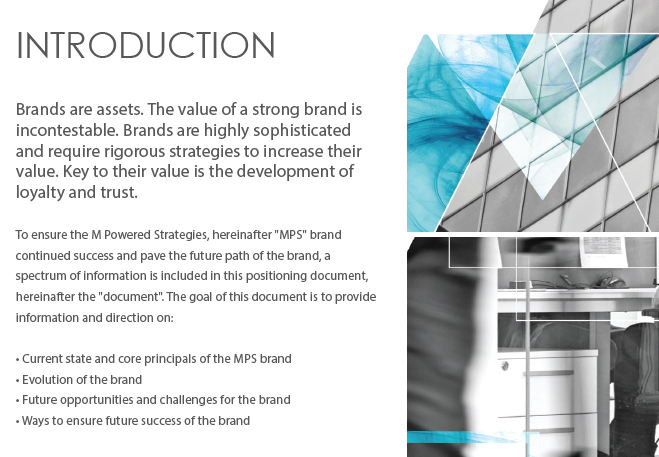 INTRODUCTION
Brands are assets. The value of a strong brand is
incontestable. Brands are highly sophisticated
and require rigorous strategies to increase their
value. Key to their value is the development of
loyalty and trust.
To ensure the M Powered Strategies, hereinafter "MPS" brand
continued success and pave the future path of the brand, a
spectrum of information is included in this positioning document,
hereinafter the "document". The goal of this document is to provide
information and direction on:
• Current state and core principals of the MPS brand
• Evolution of the brand
• Future opportunities and challenges for the brand
• Ways to ensure future success of the brand